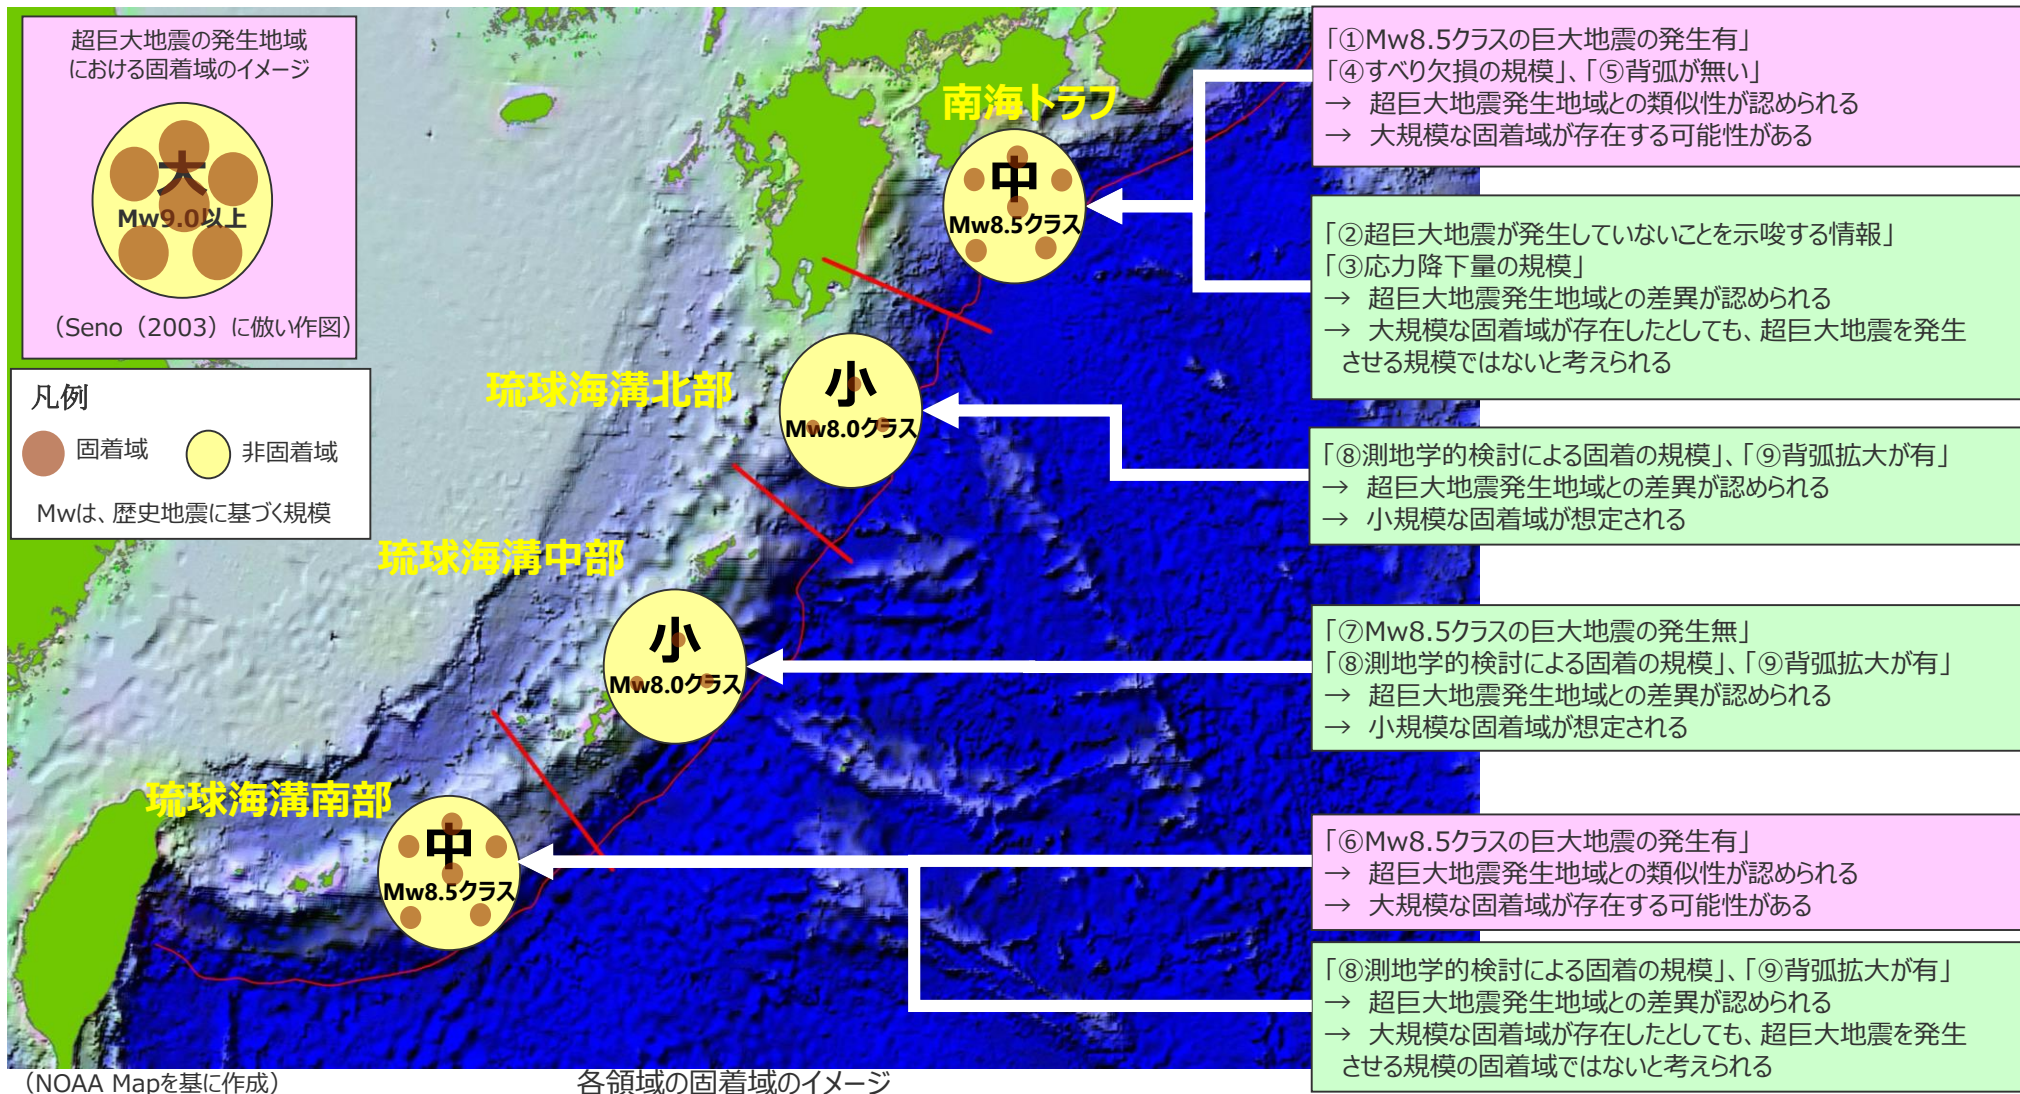 超巨大地震の発生地域
における固着域のイメージ
大
Mw9.0以上
（Seno（2003）に倣い作図）
凡例
固着域
非固着域
Mwは、歴史地震に基づく規模
南海トラフ
中
Mw8.5クラス
琉球海溝北部
小
Mw8.0クラス
琉球海溝中部
小
Mw8.0クラス
琉球海溝南部
中
Mw8.5クラス
「①Mw8.5クラスの巨大地震の発生有」
「④すべり欠損の規模」、「⑤背弧が無い」
→ 超巨大地震発生地域との類似性が認められる
→ 大規模な固着域が存在する可能性がある
「②超巨大地震が発生していないことを示唆する情報」
「③応力降下量の規模」
→ 超巨大地震発生地域との差異が認められる
→ 大規模な固着域が存在したとしても、超巨大地震を発生
させる規模ではないと考えられる
「⑧測地学的検討による固着の規模」、「⑨背弧拡大が有」
→ 超巨大地震発生地域との差異が認められる
→ 小規模な固着域が想定される
「⑦Mw8.5クラスの巨大地震の発生無」
「⑧測地学的検討による固着の規模」、「⑨背弧拡大が有」
→ 超巨大地震発生地域との差異が認められる
→ 小規模な固着域が想定される
「⑥Mw8.5クラスの巨大地震の発生有」
→ 超巨大地震発生地域との類似性が認められる
→ 大規模な固着域が存在する可能性がある
「⑧測地学的検討による固着の規模」、「⑨背弧拡大が有」
→ 超巨大地震発生地域との差異が認められる
→ 大規模な固着域が存在したとしても、超巨大地震を発生
させる規模の固着域ではないと考えられる
（NOAA Mapを基に作成）
各領域の固着域のイメージ